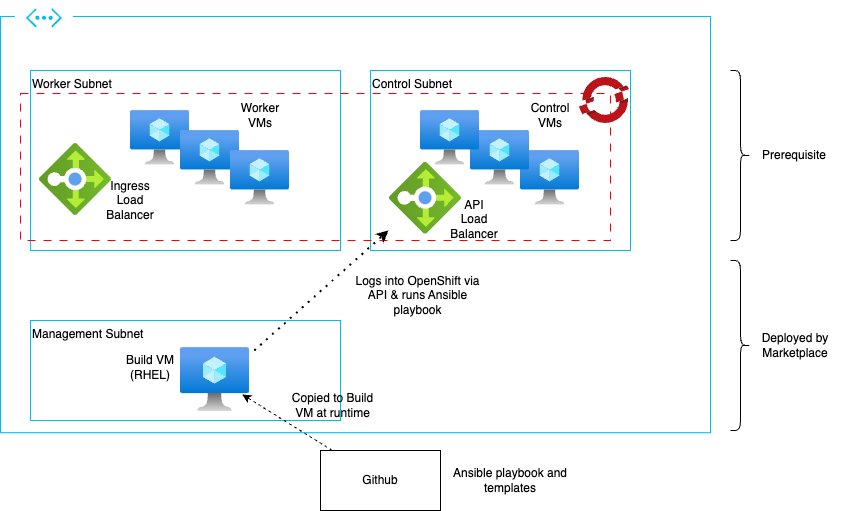 Worker Subnet
Control Subnet
Worker
VMs
Control
VMs
Ingress
Load
Balancer
API
Load
Balancer
Prerequisite
Logs into OpenShift via
API & runs Ansible
playbook
Management Subnet
Build VM
(RHEL)
Deployed by
Marketplace
Copied to Build
VM at runtime
Github
Ansible playbook and
templates